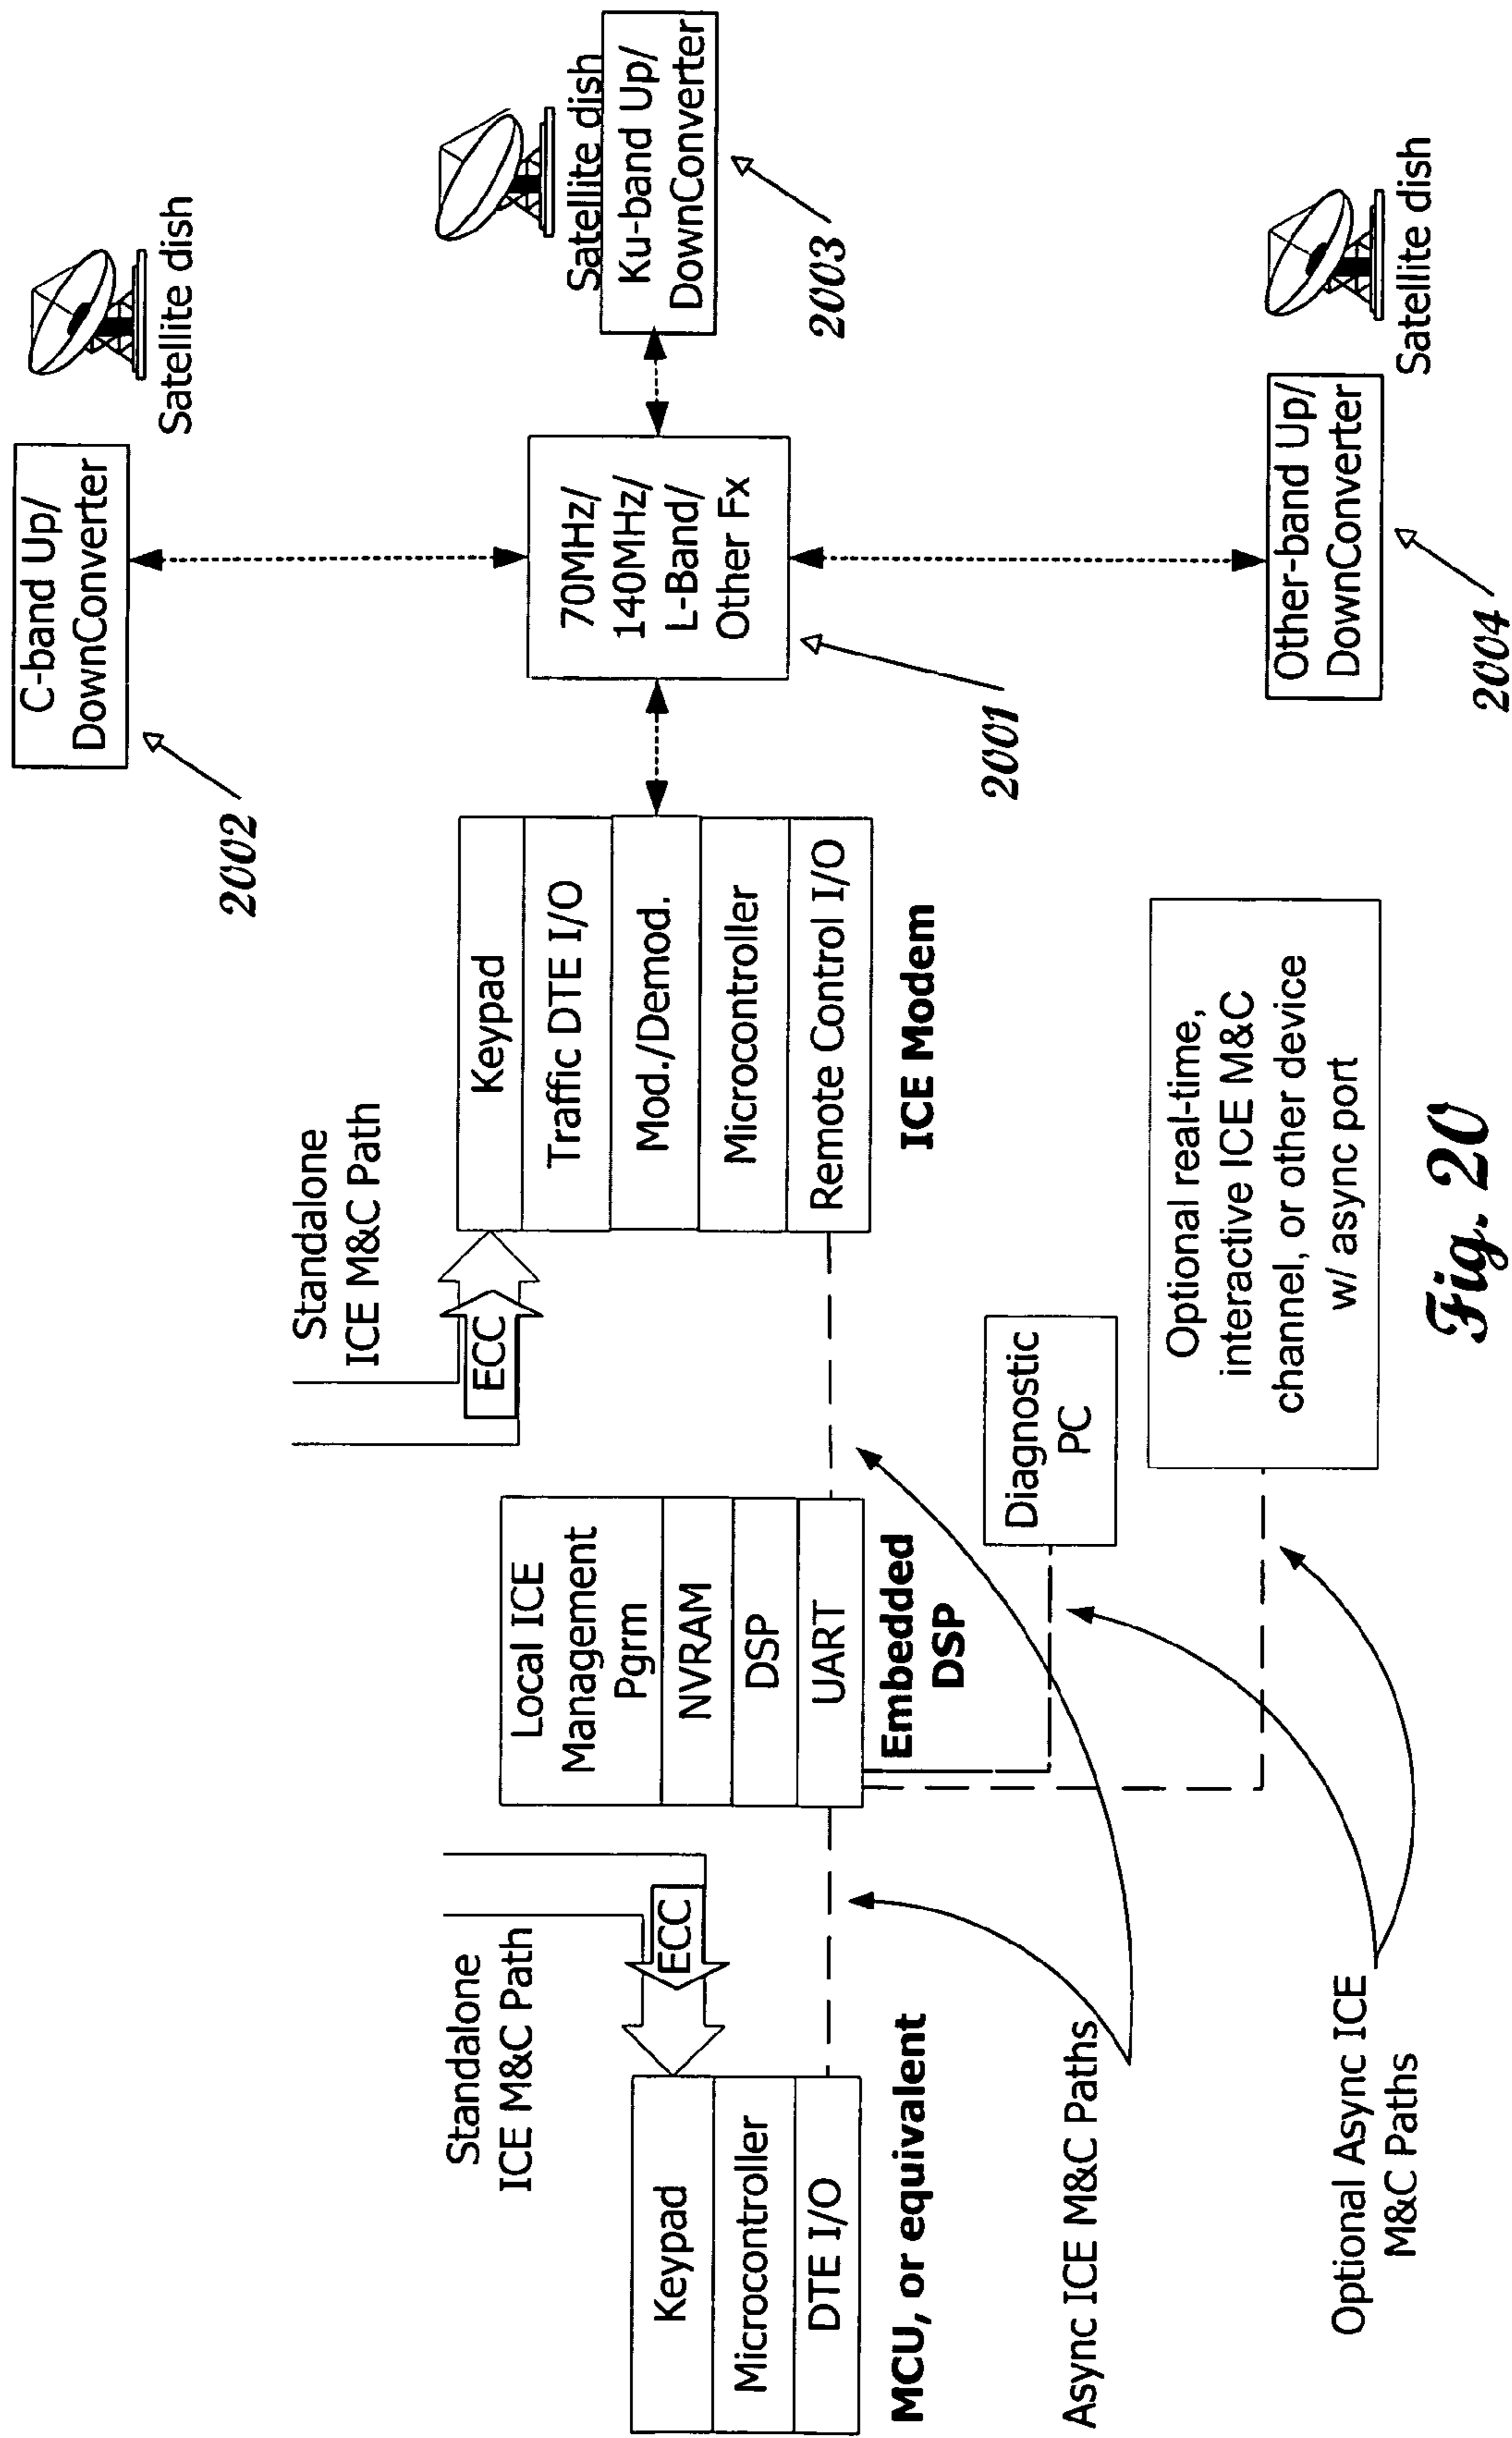 C-band Up/
DownConverter
Satellite dish
2002
Satellite dish
Ku-band Up/
DownConverter
2003
70MHz/
140MHz/
L-Band/
Other Fx
2001
Other-band Up/
DownConverter
Satellite dish
2004
Standalone
ICE M&C Path
ECC
Keypad
Traffic DTE I/O
Mod./Demod.
Microcontroller
Remote Control I/O
ICE Modem
Local ICE
Management
Pgrm
NVRAM
DSP
UART
Embedded
DSP
Diagnostic
PC
Optional real-time,
interactive ICE M&C
channel, or other device
w/ async port
Standalone
ICE M&C Path
ECC
Keypad
Microcontroller
DTE I/O
MCU, or equivalent
Async ICE M&C Paths
Optional Async ICE
M&C Paths
Fig. 20